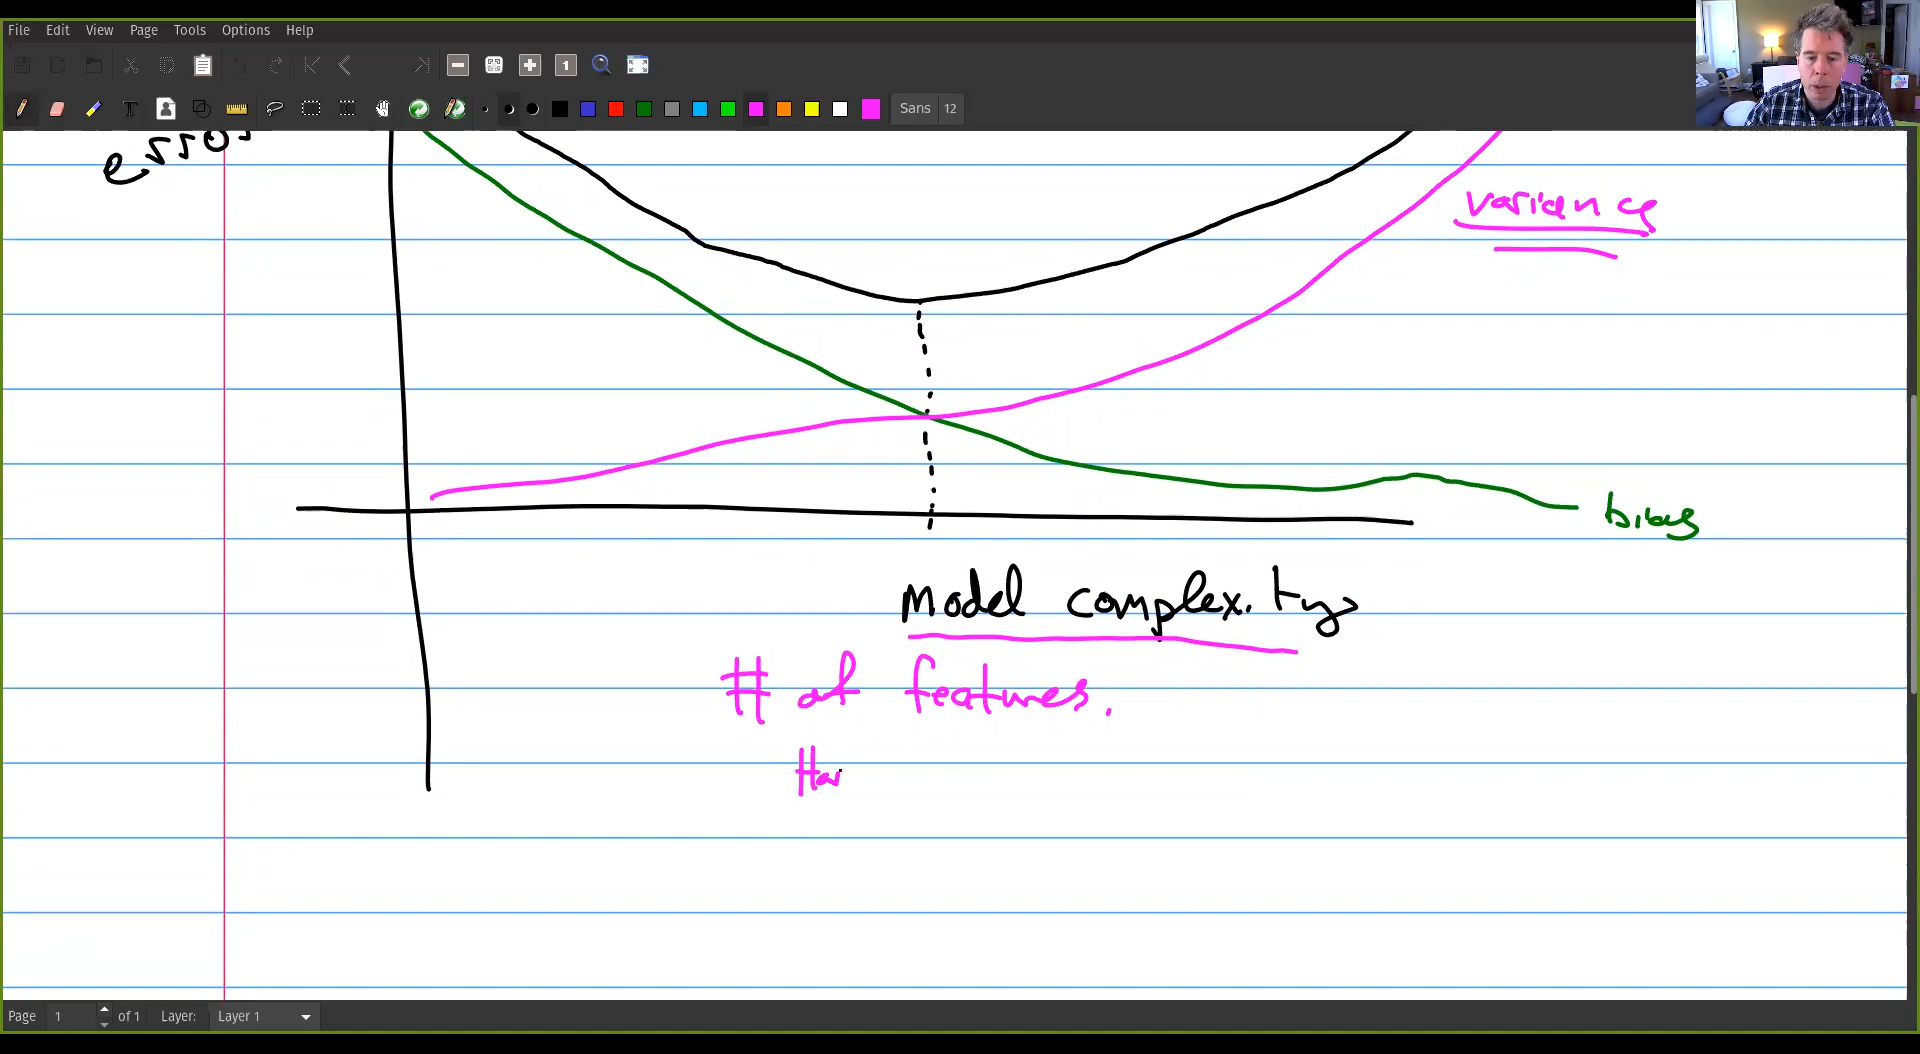 File Edit View Page Tools Options Help
Sans 12
error
variance
bias
model complexity
# of features.
Page 1 of 1 Layer: Layer 1